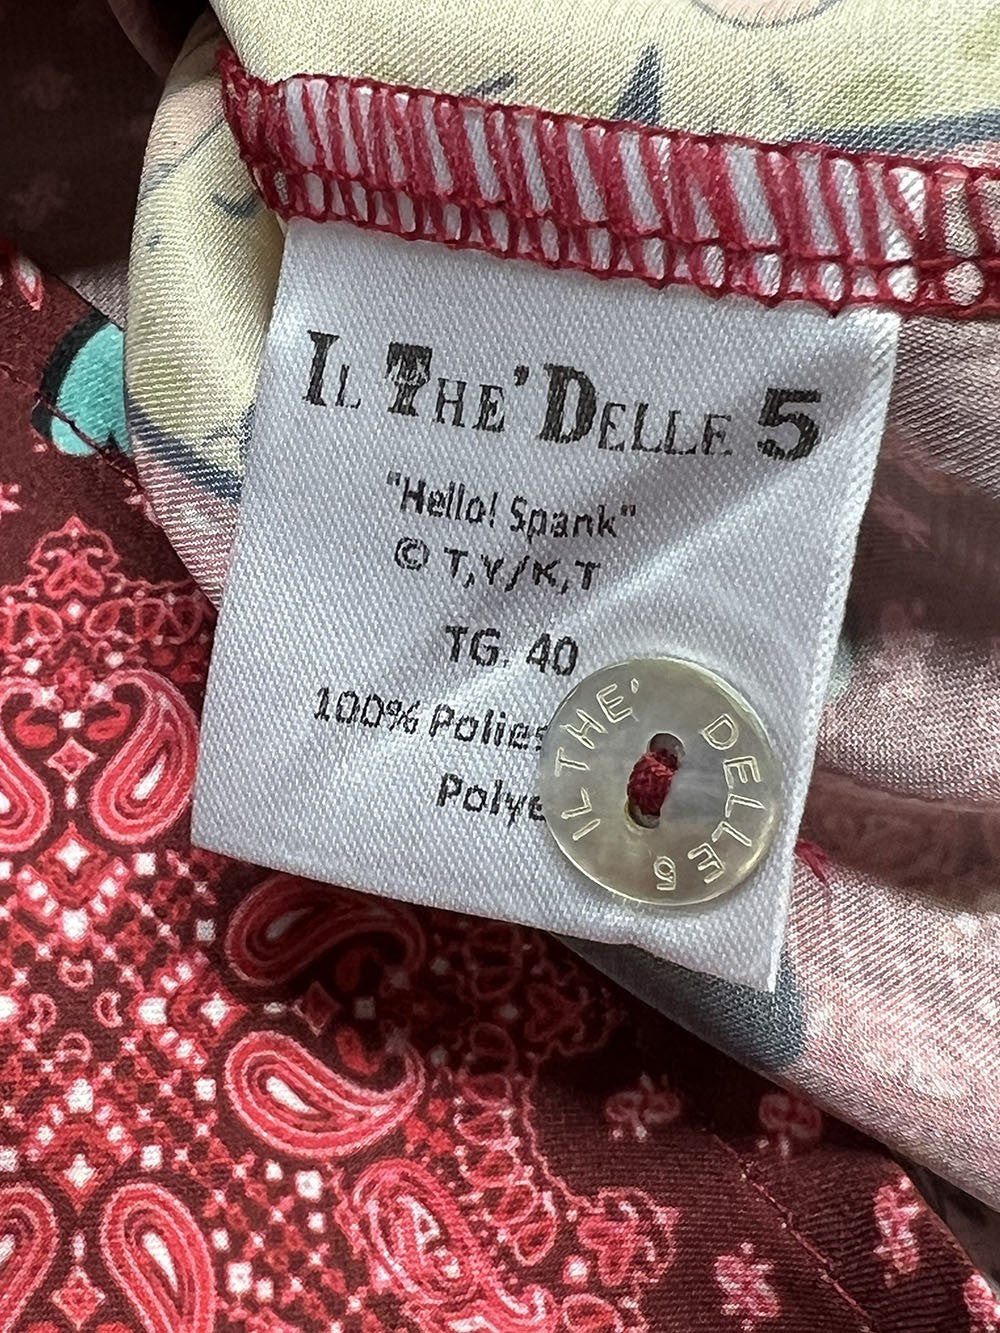 IL THE' DELLE 5
"Hello! Spank"
© T,Y/K,T
TG. 40
100% Polies
Polye
IL THE' DELLE 5